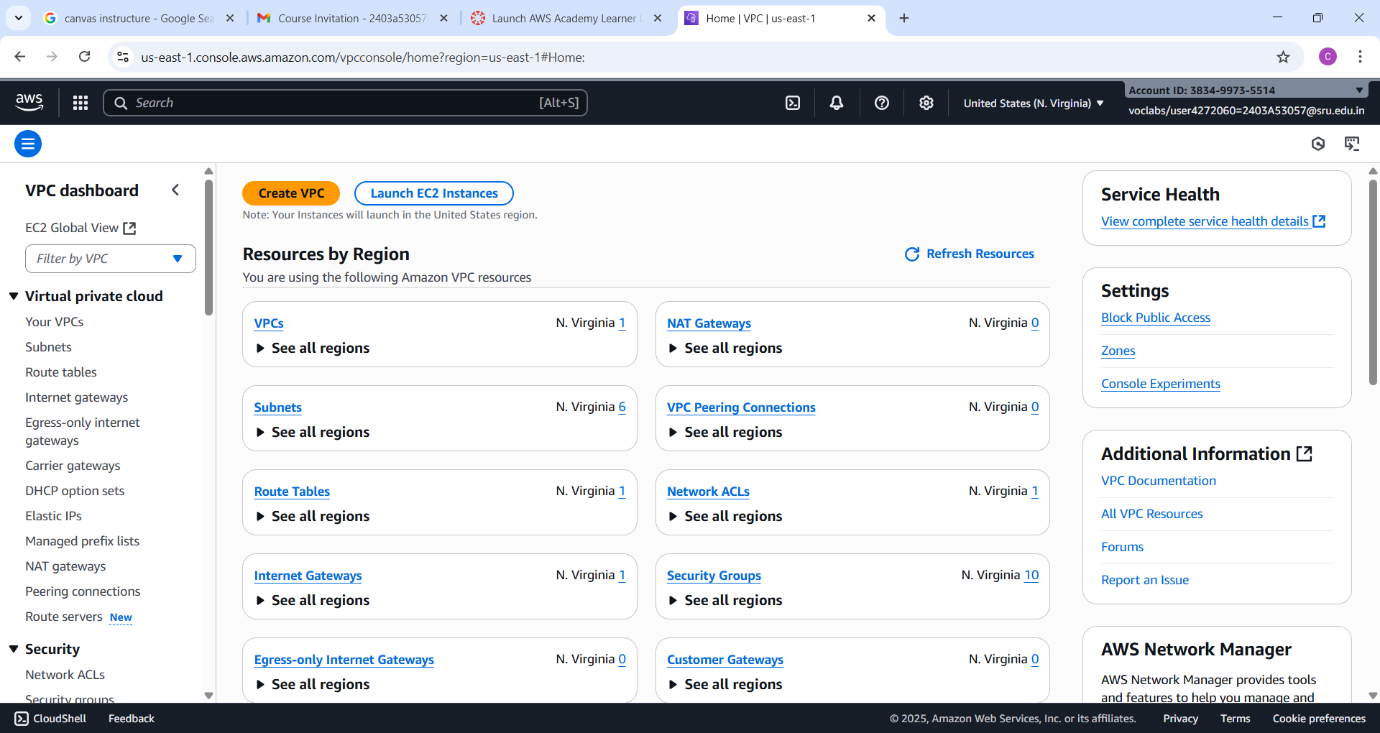 canvas instructure - Google Sea
Course Invitation - 2403a53057
Launch AWS Academy Learner
Home | VPC | us-east-1
us-east-1.console.aws.amazon.com/vpcconsole/home?region=us-east-1#Home:
C
aws
Search
[Alt+S]
United States (N. Virginia)
Account ID: 3834-9973-5514
voclabs/user4272060=2403A53057@sru.edu.in
VPC dashboard
EC2 Global View
Filter by VPC
Virtual private cloud
Your VPCs
Subnets
Route tables
Internet gateways
Egress-only internet
gateways
Carrier gateways
DHCP option sets
Elastic IPs
Managed prefix lists
NAT gateways
Peering connections
Route servers New
Security
Network ACLs
Security groups
Create VPC
Launch EC2 Instances
Note: Your Instances will launch in the United States region.
Resources by Region
Refresh Resources
You are using the following Amazon VPC resources
VPCs N. Virginia 1
See all regions
NAT Gateways N. Virginia 0
See all regions
Subnets N. Virginia 6
See all regions
VPC Peering Connections N. Virginia 0
See all regions
Route Tables N. Virginia 1
See all regions
Network ACLs N. Virginia 1
See all regions
Internet Gateways N. Virginia 1
See all regions
Security Groups N. Virginia 10
See all regions
Egress-only Internet Gateways N. Virginia 0
See all regions
Customer Gateways N. Virginia 0
See all regions
Service Health
View complete service health details
Settings
Block Public Access
Zones
Console Experiments
Additional Information
VPC Documentation
All VPC Resources
Forums
Report an Issue
AWS Network Manager
AWS Network Manager provides tools
and features to help you manage and
CloudShell
Feedback
© 2025, Amazon Web Services, Inc. or its affiliates.
Privacy
Terms
Cookie preferences